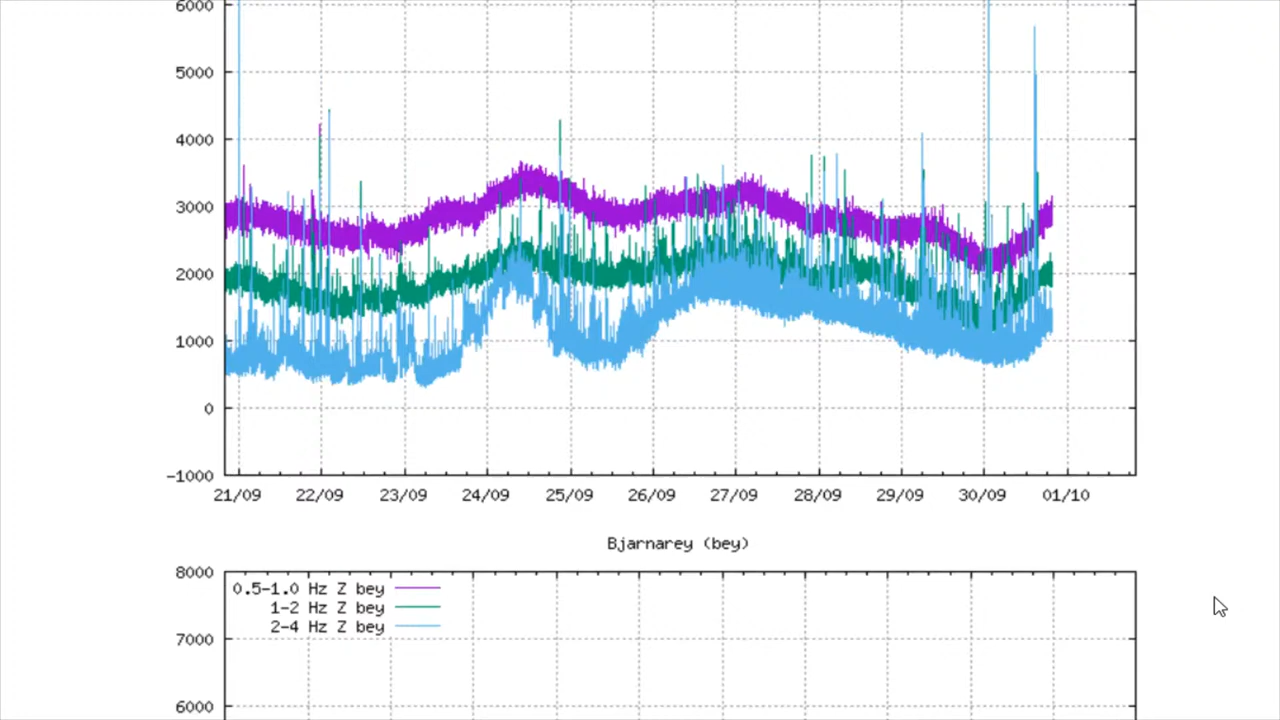 6000
5000
4000
3000
2000
1000
0
-1000
21/09 22/09 23/09 24/09 25/09 26/09 27/09 28/09 29/09 30/09 01/10
Bjarnarey (bey)
8000
0.5-1.0 Hz Z bey
1-2 Hz Z bey
2-4 Hz Z bey
7000
6000